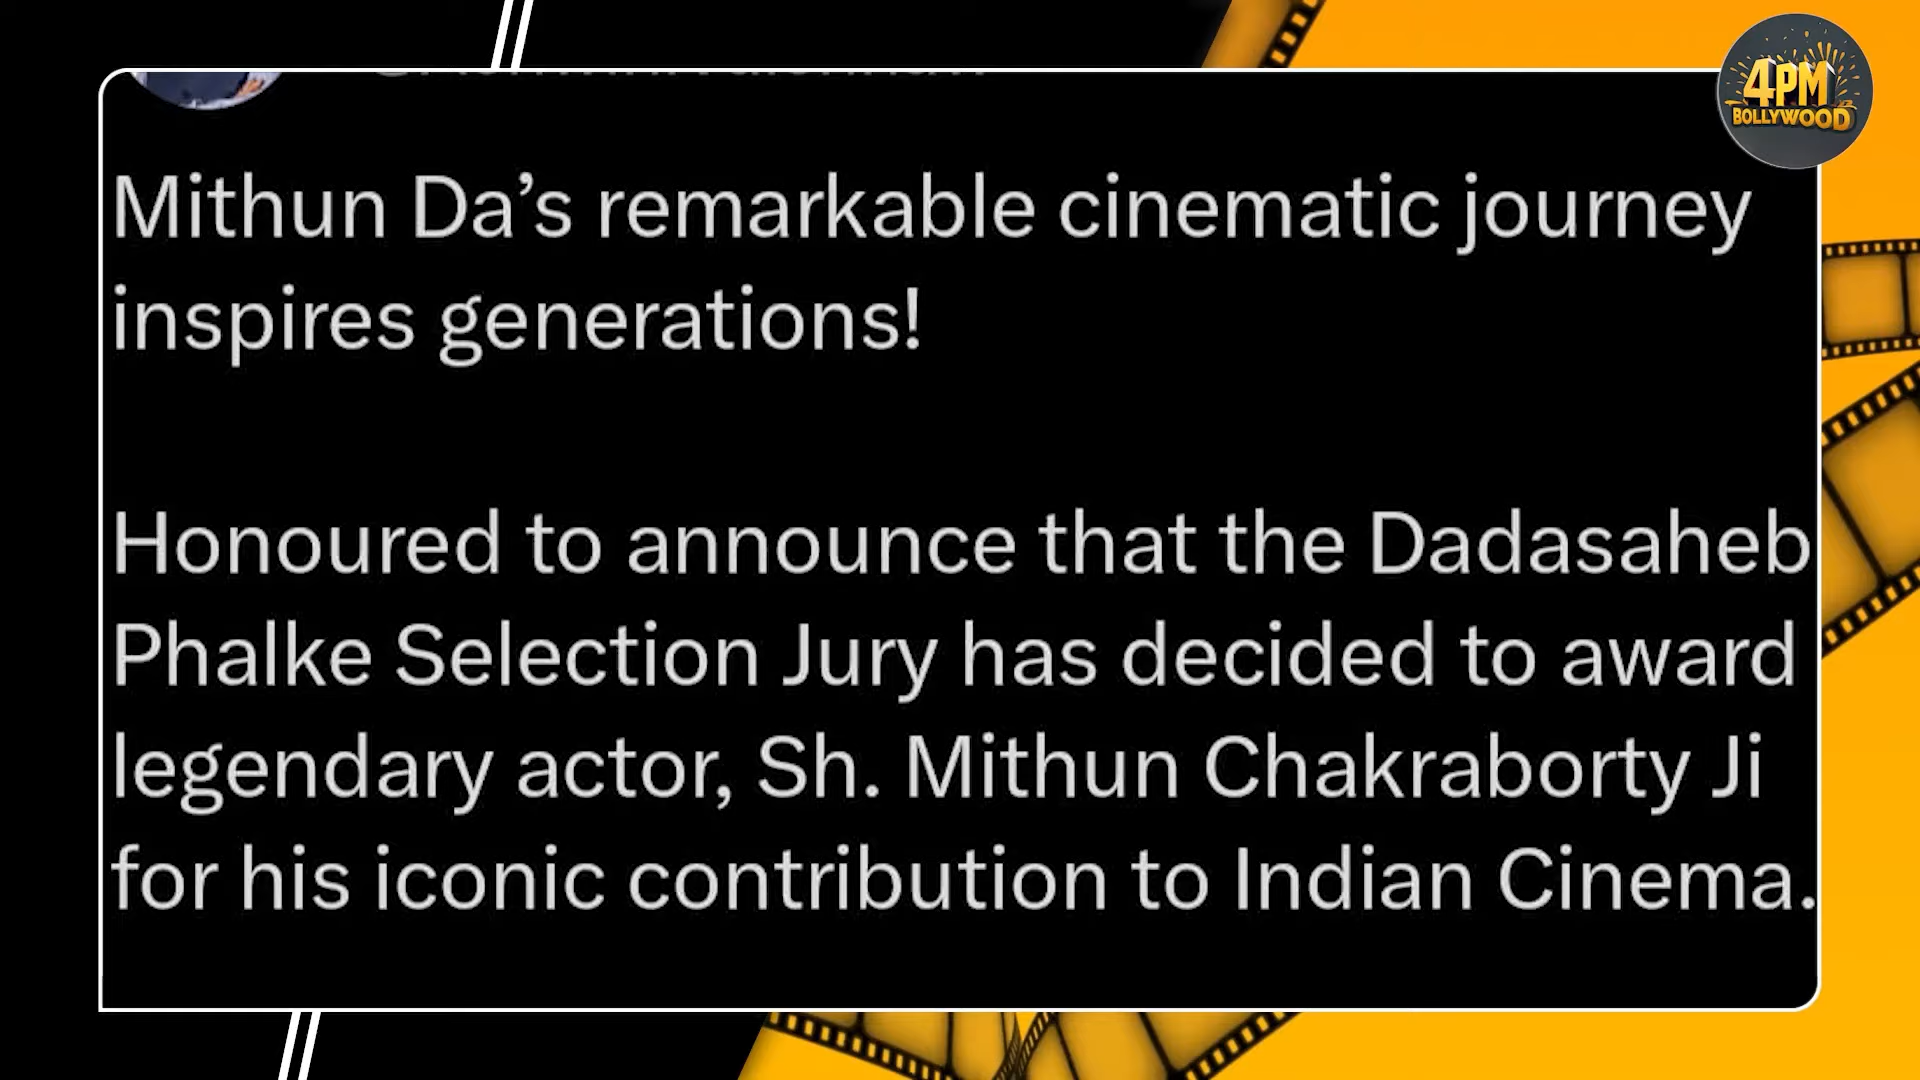 4PM
BOLLYWOOD
Mithun Da’s remarkable cinematic journey
inspires generations!
Honoured to announce that the Dadasaheb
Phalke Selection Jury has decided to award
legendary actor, Sh. Mithun Chakraborty Ji
for his iconic contribution to Indian Cinema.